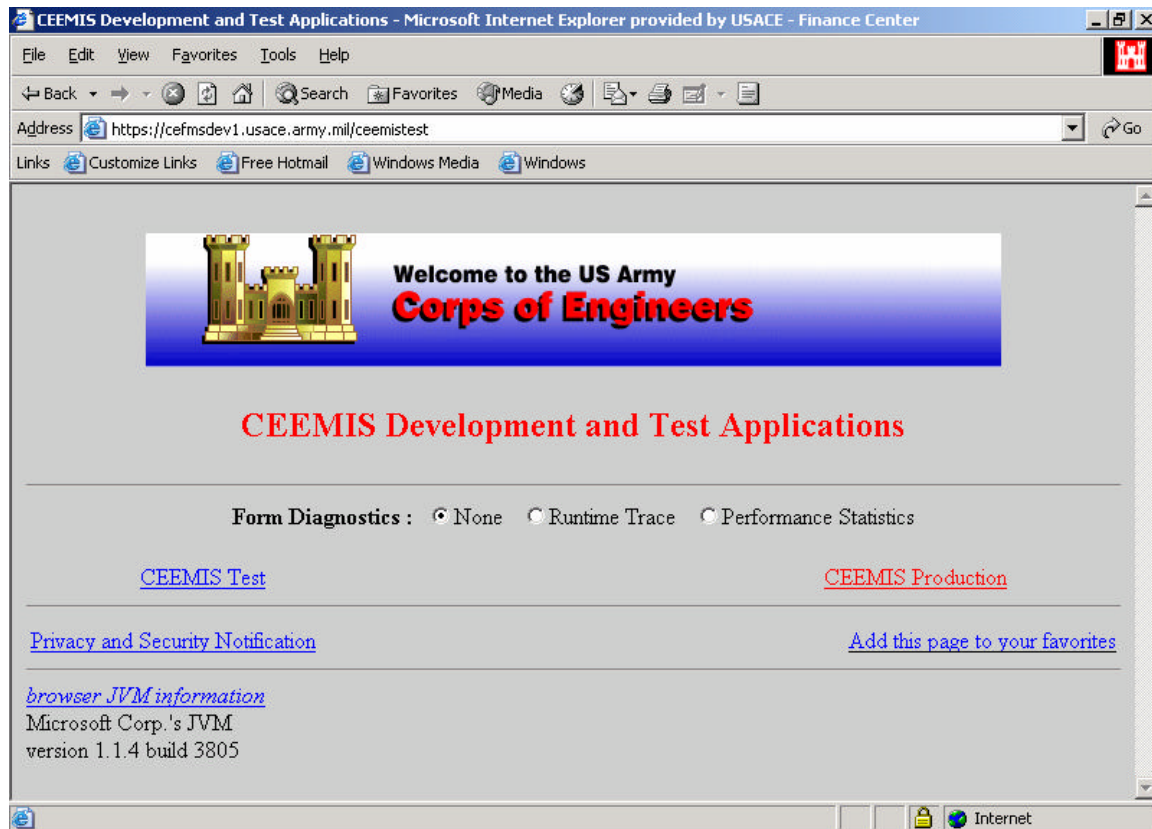 CEEMIS Development and Test Applications - Microsoft Internet Explorer provided by USACE - Finance Center
File Edit View Favorites Tools Help
Back Search Favorites Media
Address https://cefmsdev1.usace.army.mil/ceemistest Go
Links Customize Links Free Hotmail Windows Media Windows
Welcome to the US Army
Corps of Engineers
CEEMIS Development and Test Applications
Form Diagnostics : None Runtime Trace Performance Statistics
CEEMIS Test CEEMIS Production
Privacy and Security Notification Add this page to your favorites
browser JVM information
Microsoft Corp.'s JVM
version 1.1.4 build 3805
Internet